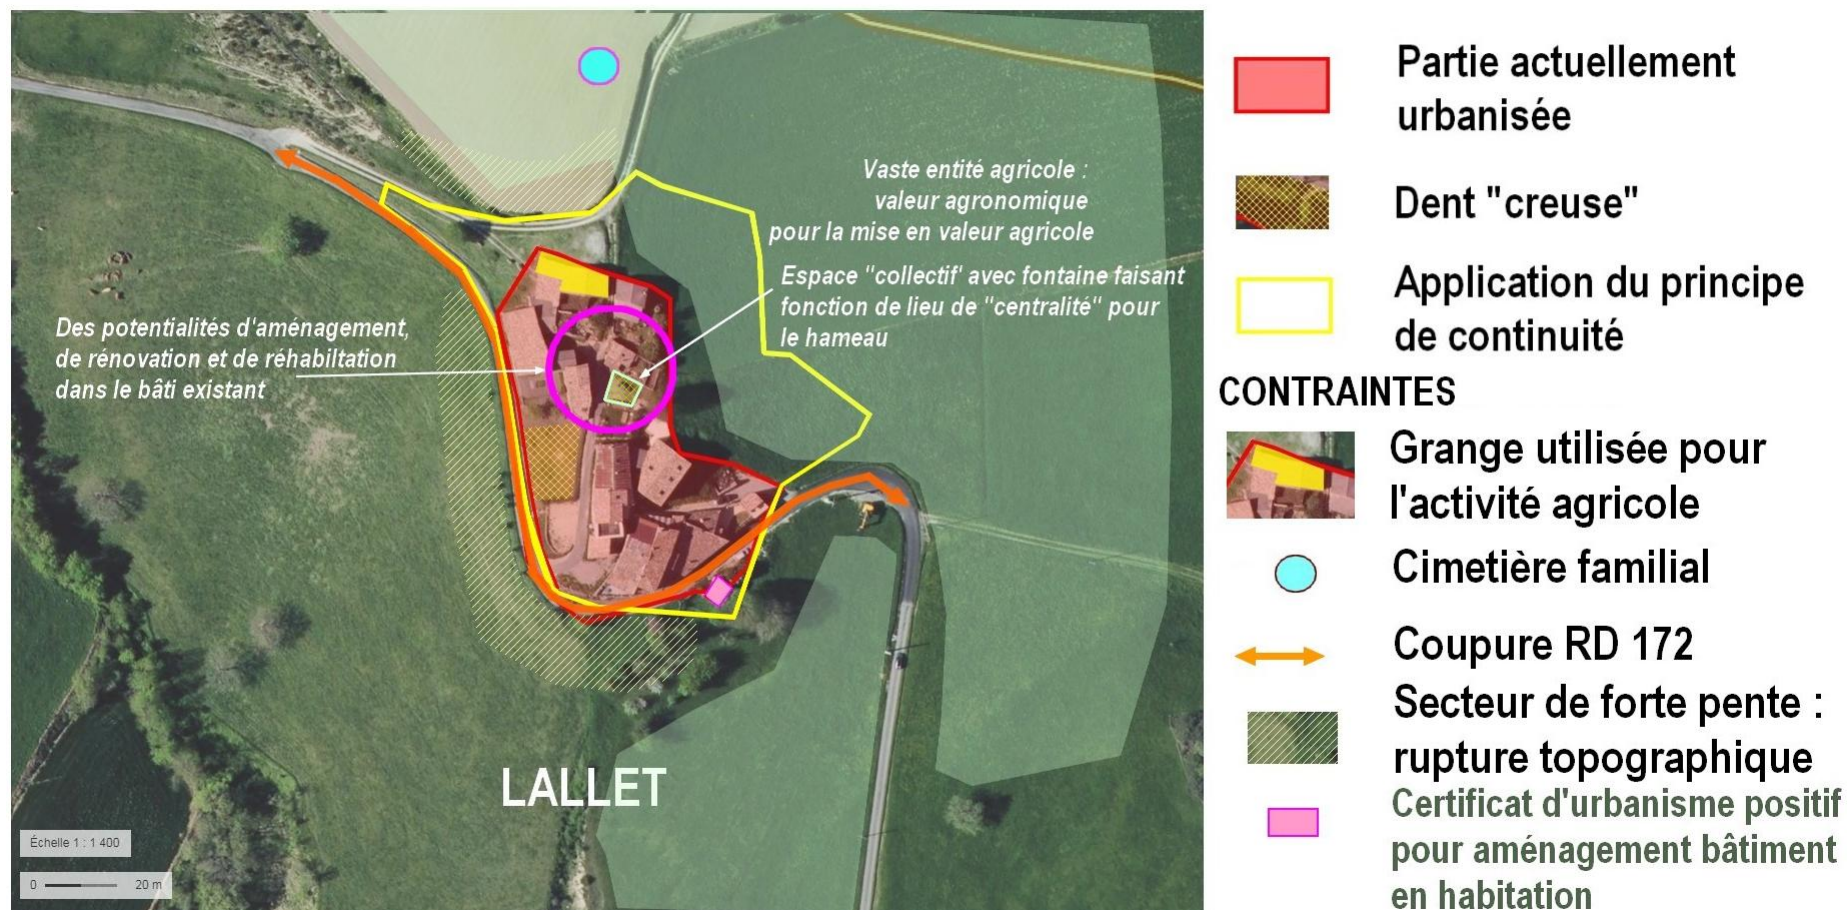 Vaste entité agricole :
valeur agronomique
pour la mise en valeur agricole
Espace "collectif' avec fontaine faisant
fonction de lieu de "centralité" pour
le hameau
Des potentialités d'aménagement,
de rénovation et de réhabiltation
dans le bâti existant
LALLET
Échelle 1 : 1 400
0 20 m
Partie actuellement
urbanisée
Dent "creuse"
Application du principe
de continuité
CONTRAINTES
Grange utilisée pour
l'activité agricole
Cimetière familial
Coupure RD 172
Secteur de forte pente :
rupture topographique
Certificat d'urbanisme positif
pour aménagement bâtiment
en habitation